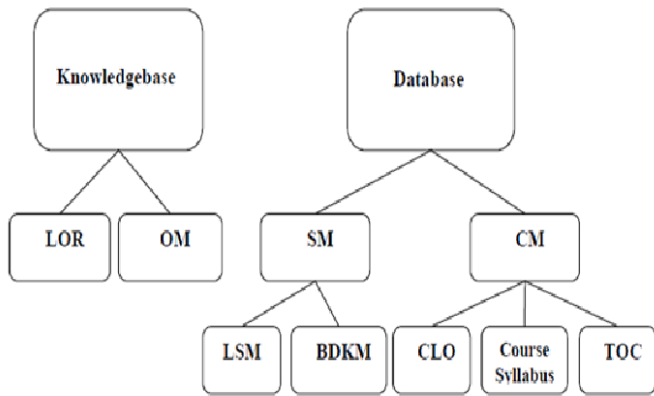 Knowledgebase
Database
LOR
OM
SM
CM
LSM
BDKM
CLO
Course
Syllabus
TOC